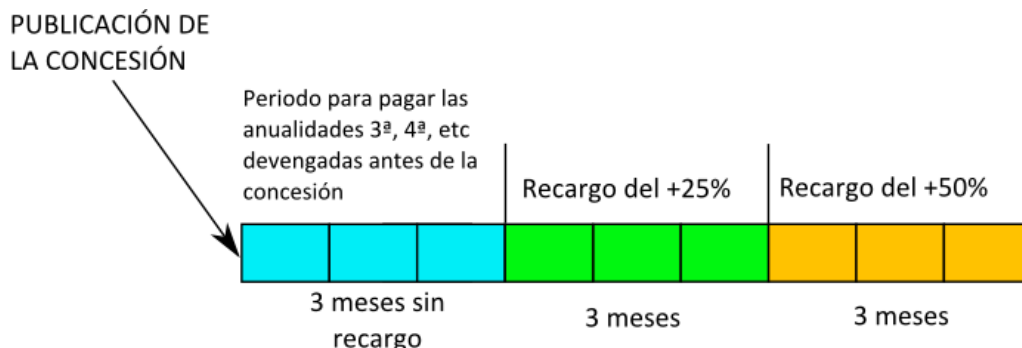 PUBLICACIÓN DE
LA CONCESIÓN
Periodo para pagar las
anualidades 3ª, 4ª, etc
devengadas antes de la
concesión
Recargo del +25%
Recargo del +50%
3 meses sin
recargo
3 meses
3 meses